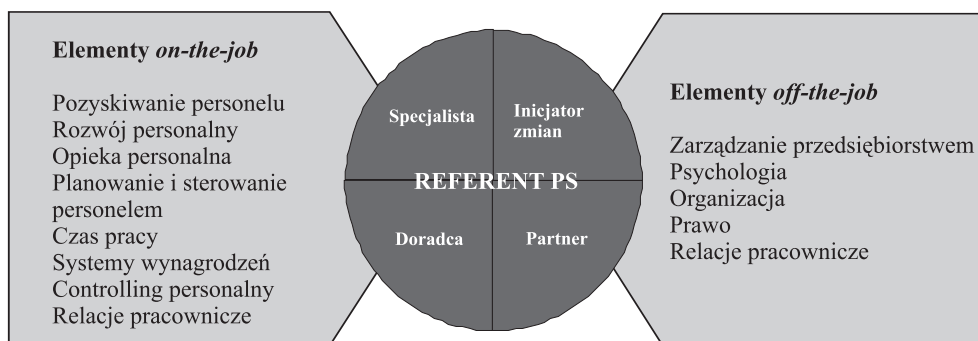 Elementy on-the-job
Pozyskiwanie personelu
Rozwój personalny
Opieka personalna
Planowanie i sterowanie
personelem
Czas pracy
Systemy wynagrodzeń
Controlling personalny
Relacje pracownicze
Specjalista
Inicjator
zmian
REFERENT PS
Doradca
Partner
Elementy off-the-job
Zarządzanie przedsiębiorstwem
Psychologia
Organizacja
Prawo
Relacje pracownicze